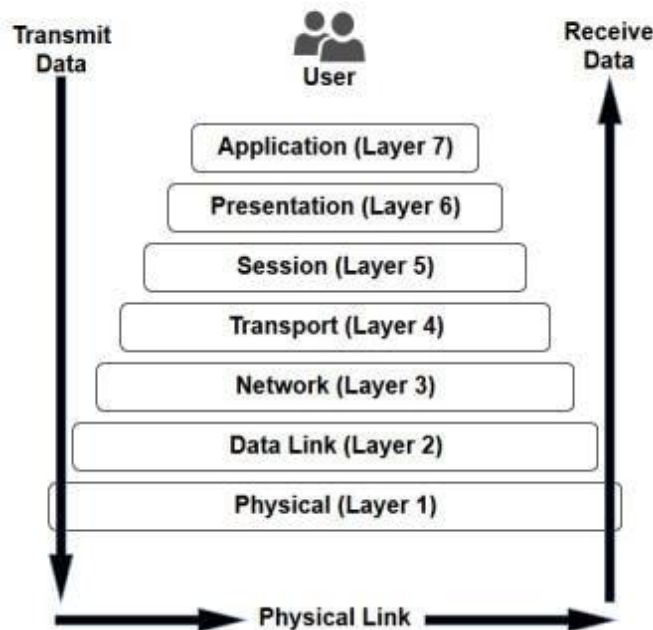 Transmit
Data
User
Receive
Data
Application (Layer 7)
Presentation (Layer 6)
Session (Layer 5)
Transport (Layer 4)
Network (Layer 3)
Data Link (Layer 2)
Physical (Layer 1)
Physical Link